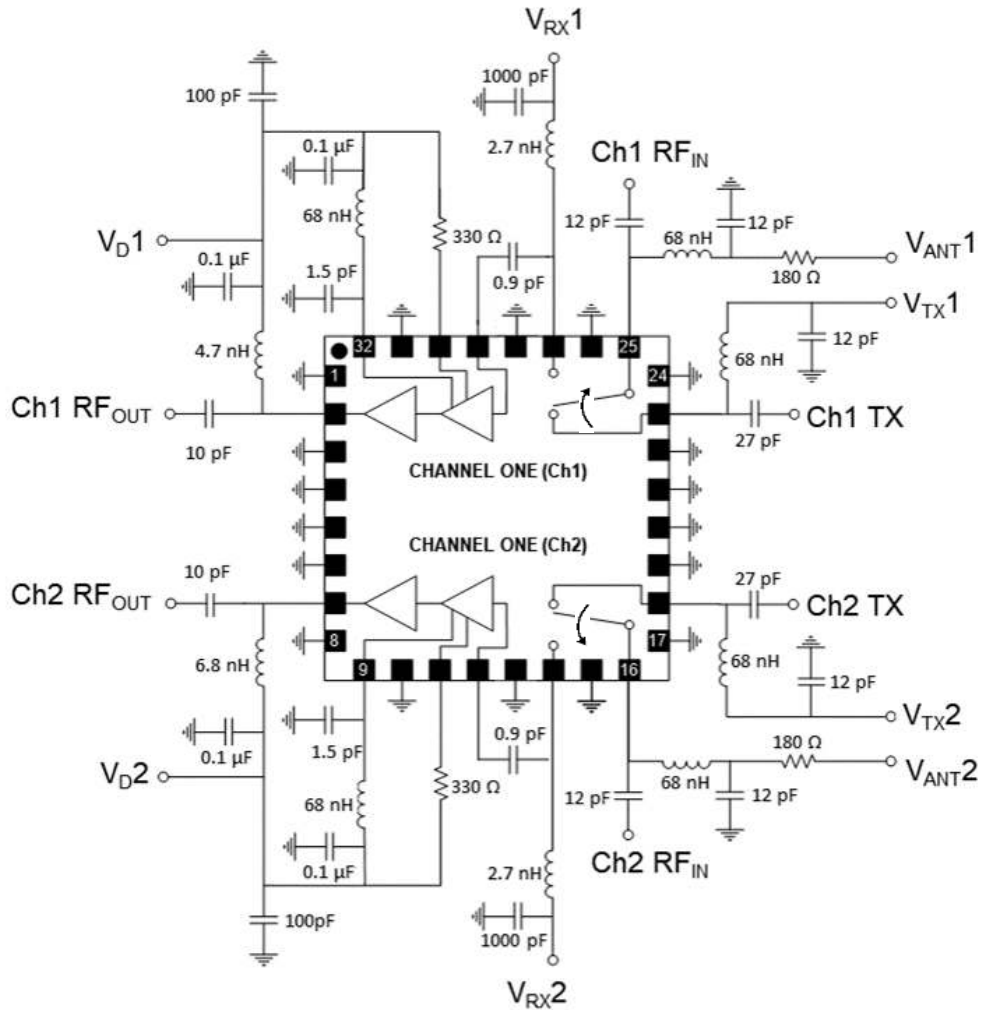 V_RX1
1000 pF
100 pF
2.7 nH
Ch1 RF_IN
0.1 µF
12 pF
12 pF
68 nH
330 Ω
68 nH
V_D1
V_ANT1
0.1 µF
1.5 pF
0.9 pF
180 Ω
V_TX1
12 pF
4.7 nH
32
25
68 nH
1
24
Ch1 RF_OUT
Ch1 TX
10 pF
27 pF
CHANNEL ONE (Ch1)
CHANNEL ONE (Ch2)
10 pF
27 pF
Ch2 RF_OUT
Ch2 TX
8
17
6.8 nH
9
16
68 nH
12 pF
1.5 pF
0.9 pF
V_TX2
0.1 µF
180 Ω
V_D2
330 Ω
68 nH
V_ANT2
68 nH
12 pF
12 pF
0.1 µF
2.7 nH
Ch2 RF_IN
100pF
1000 pF
V_RX2